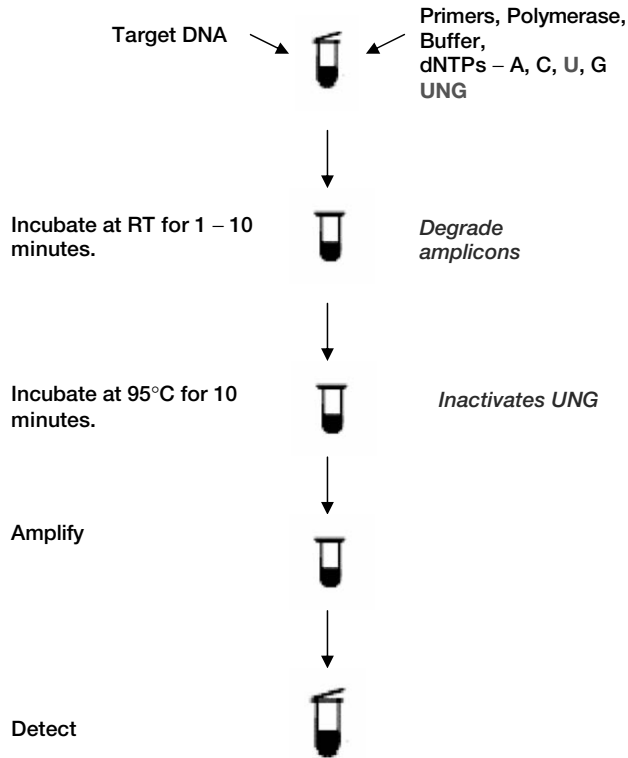 Target DNA
Primers, Polymerase,
Buffer,
dNTPs – A, C, U, G
UNG
Incubate at RT for 1 – 10
minutes.
Degrade
amplicons
Incubate at 95°C for 10
minutes.
Inactivates UNG
Amplify
Detect